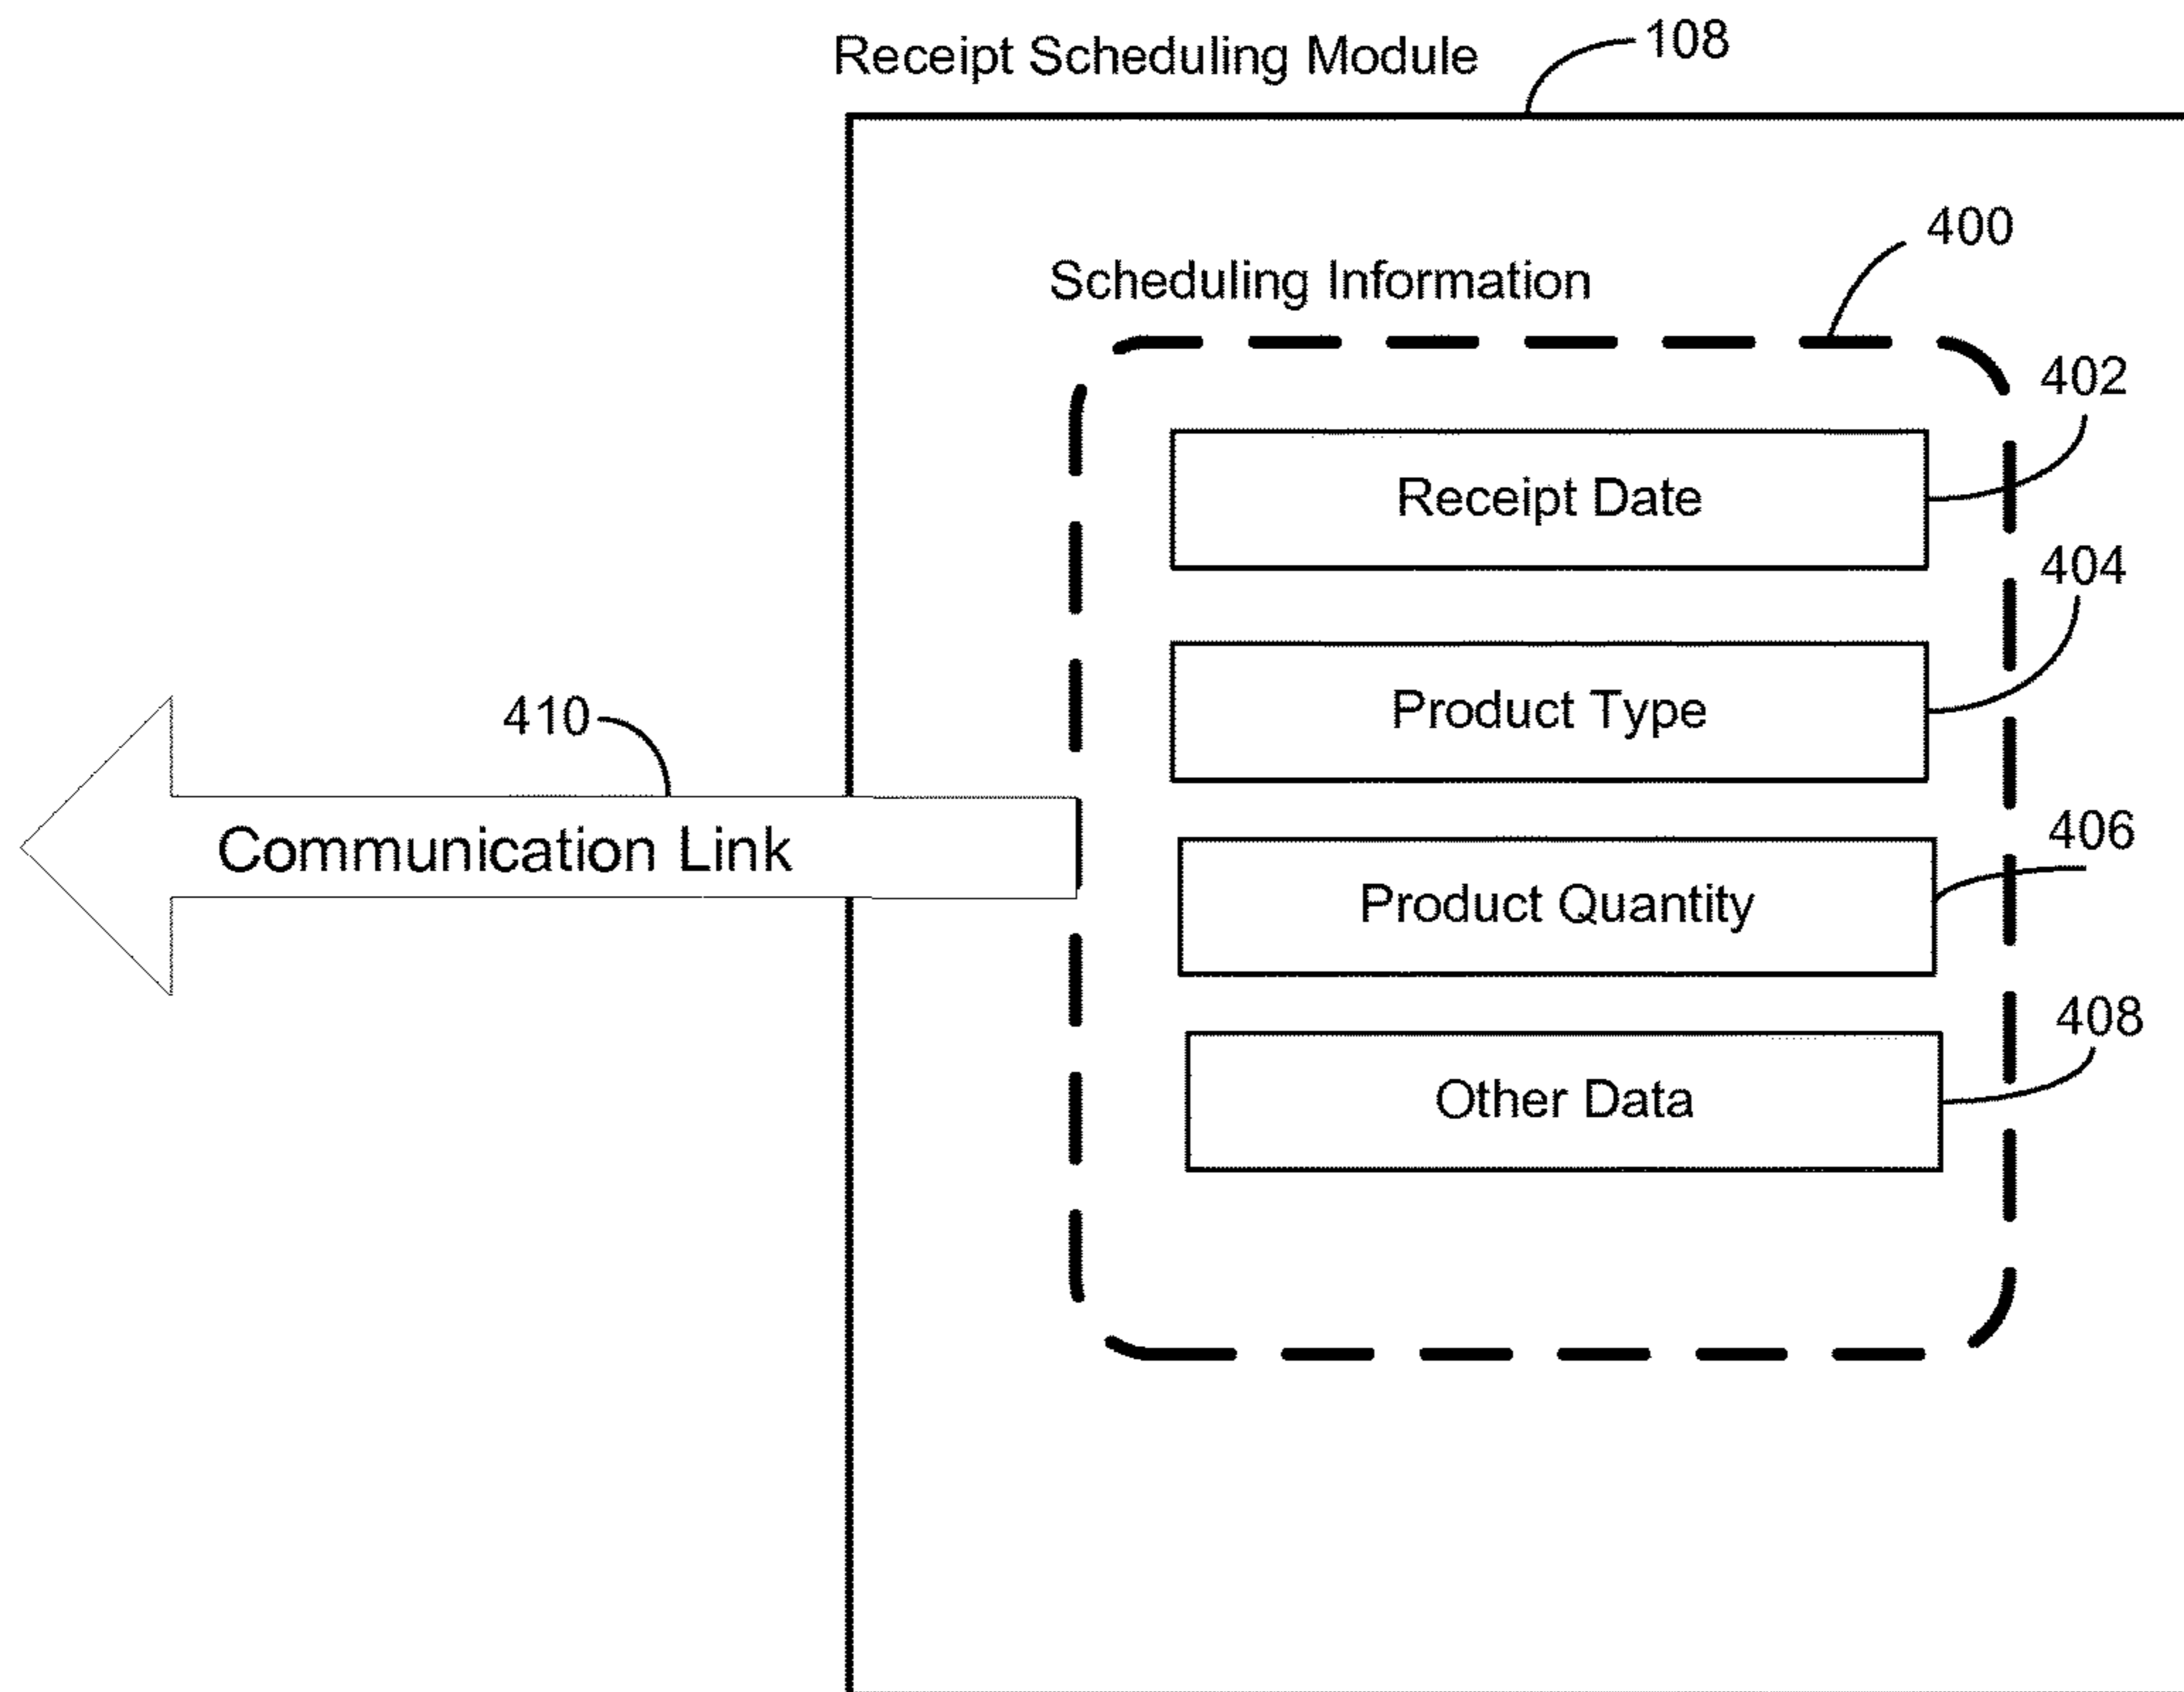 Receipt Scheduling Module
108
400
Scheduling Information
402
Receipt Date
404
Product Type
410
406
Communication Link
Product Quantity
408
Other Data